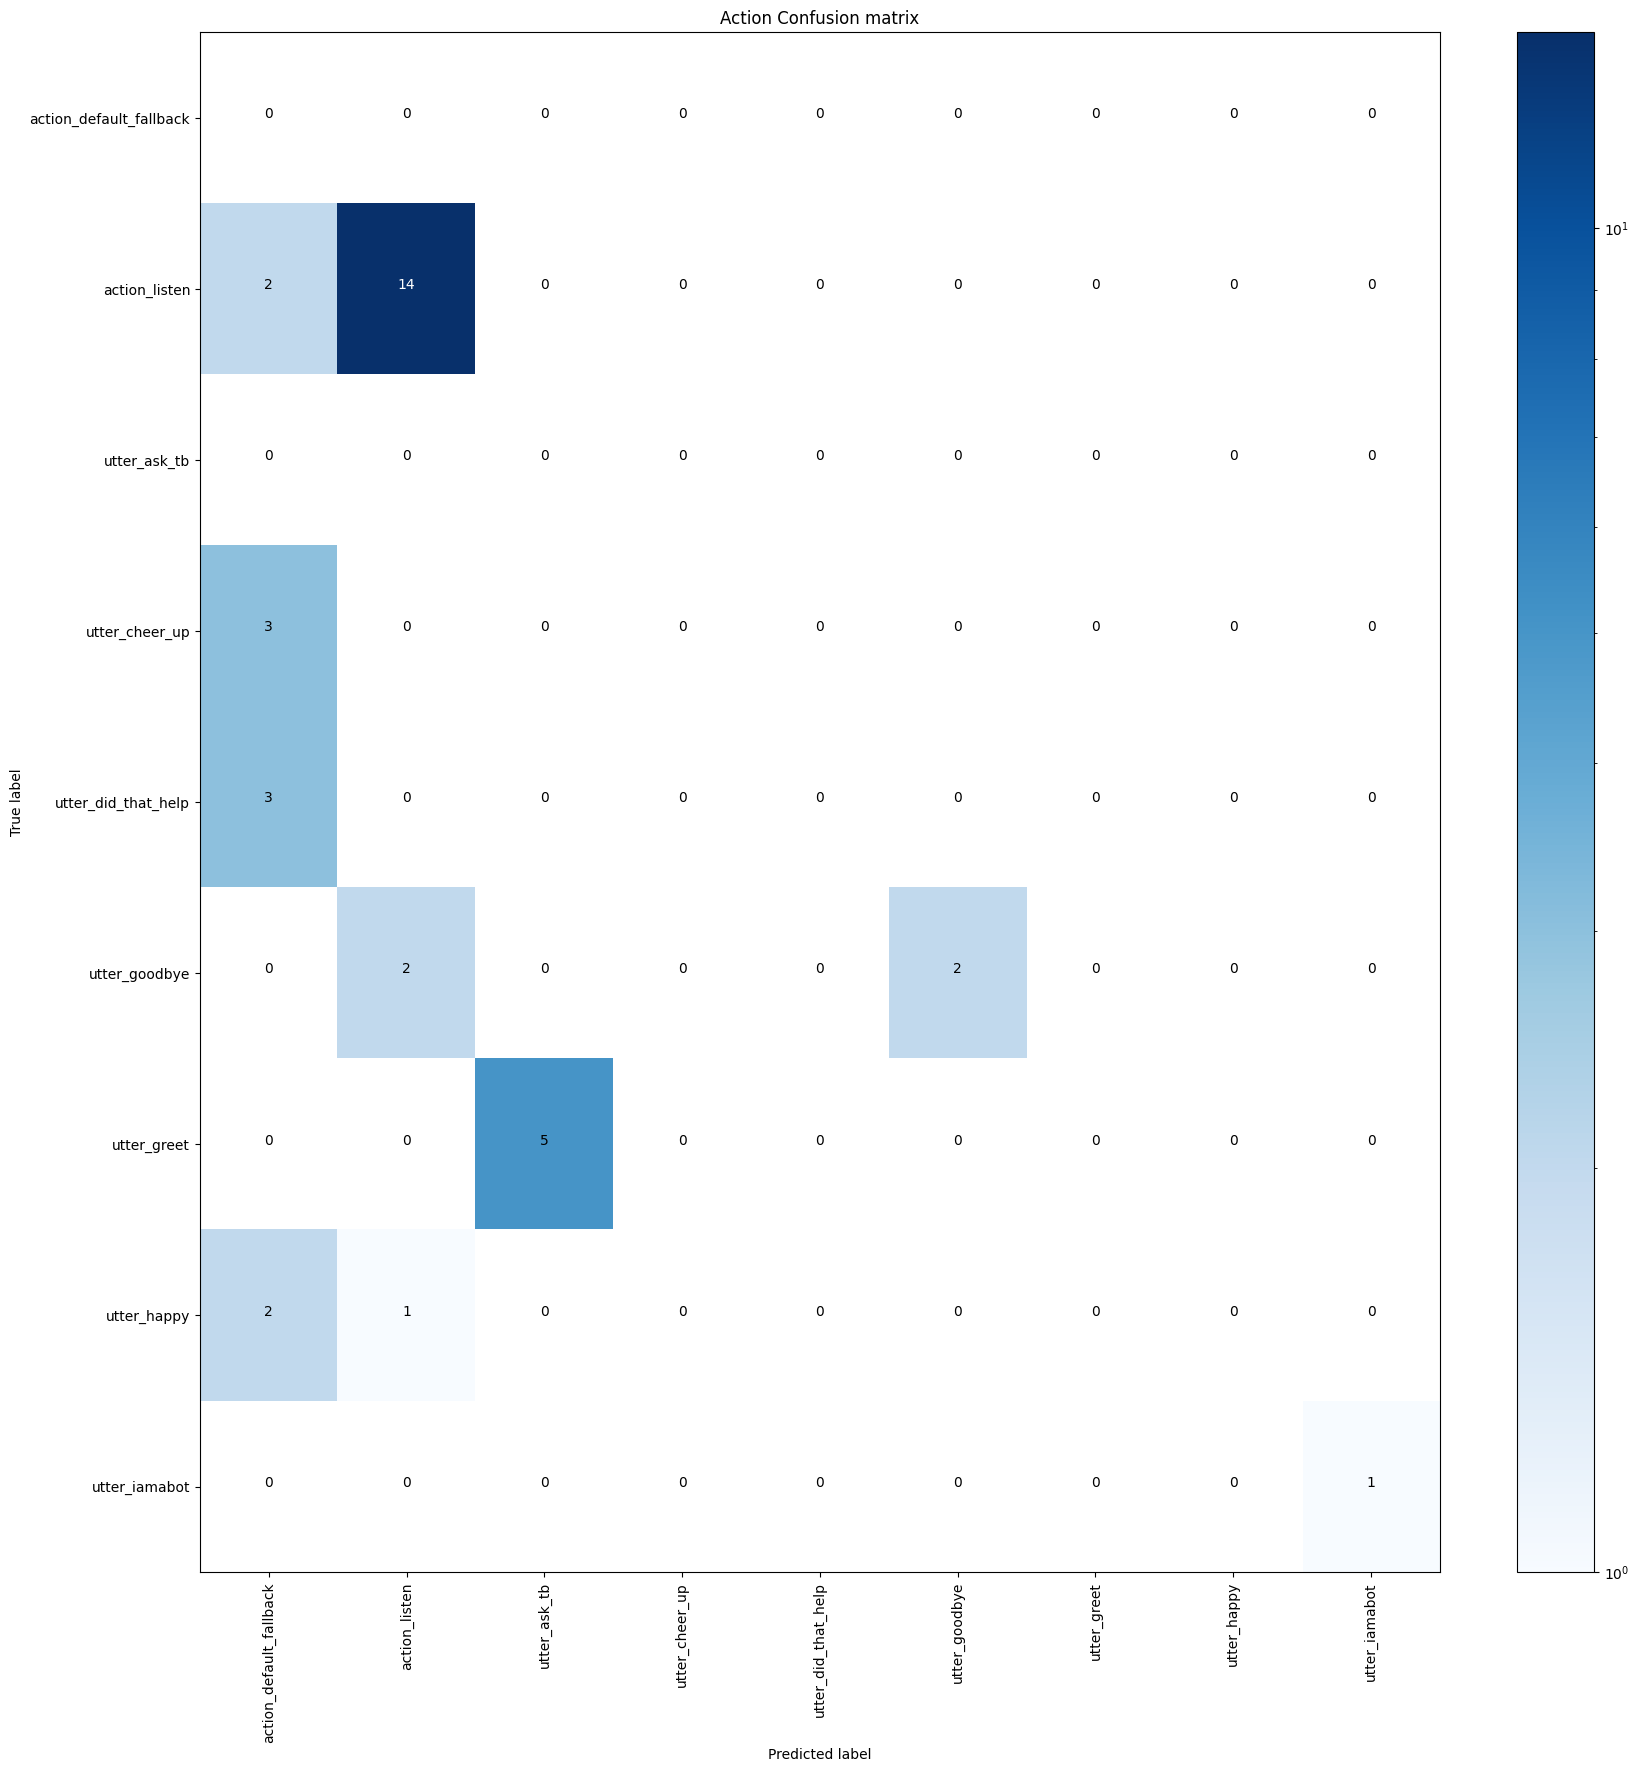 Action Confusion matrix
action_default_fallback 0 0 0 0 0 0 0 0 0
action_listen 2 14 0 0 0 0 0 0 0
utter_ask_tb 0 0 0 0 0 0 0 0 0
utter_cheer_up 3 0 0 0 0 0 0 0 0
utter_did_that_help 3 0 0 0 0 0 0 0 0
utter_goodbye 0 2 0 0 0 2 0 0 0
utter_greet 0 0 5 0 0 0 0 0 0
utter_happy 2 1 0 0 0 0 0 0 0
utter_iamabot 0 0 0 0 0 0 0 0 1
True label
action_default_fallback
action_listen
utter_ask_tb
utter_cheer_up
utter_did_that_help
utter_goodbye
utter_greet
utter_happy
utter_iamabot
Predicted label
10¹
10⁰